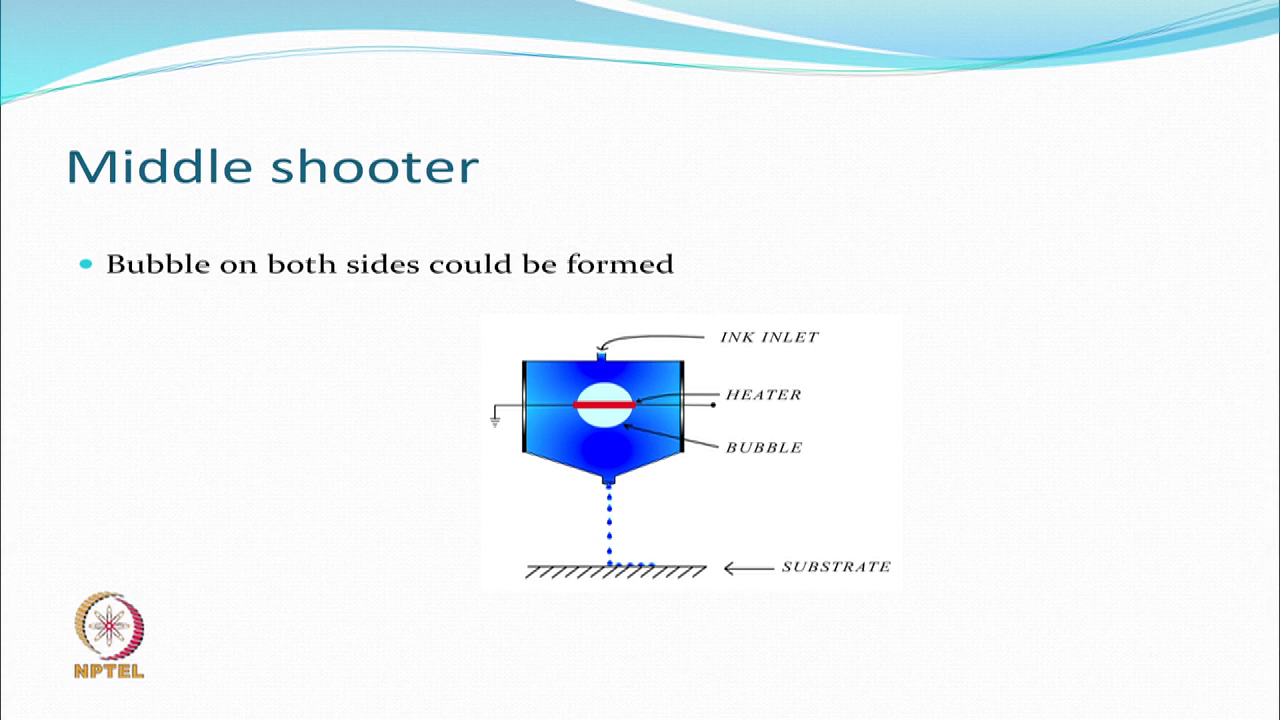 Middle shooter
Bubble on both sides could be formed
INK INLET
HEATER
BUBBLE
SUBSTRATE
NPTEL